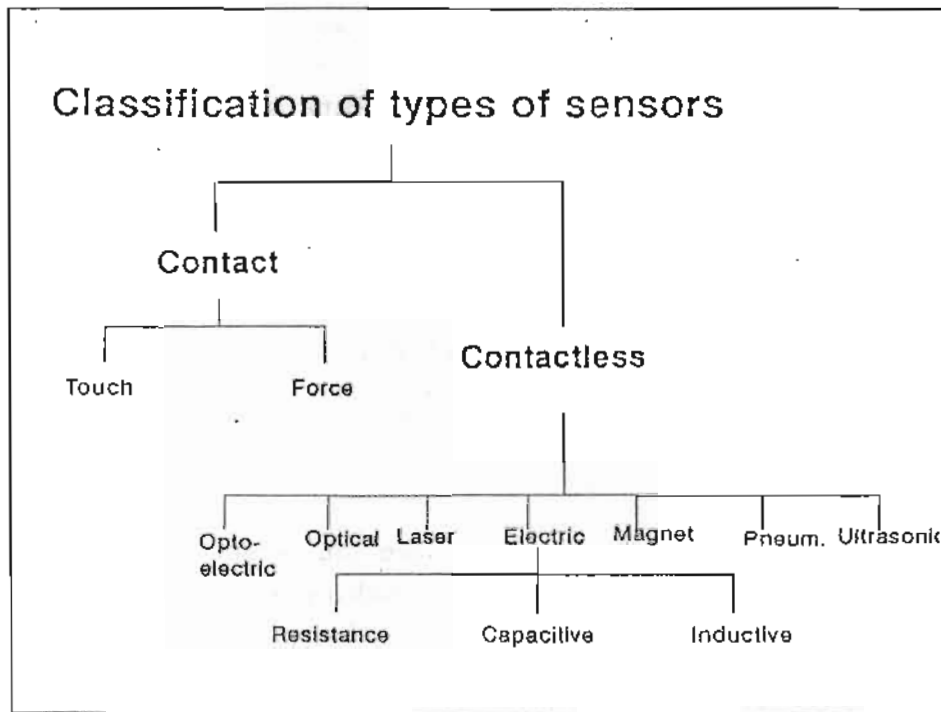 Classification of types of sensors
Contact
Contactless
Touch
Force
Opto-
electric
Optical
Laser
Electric
Magnet
Pneum.
Ultrasonic
Resistance
Capacitive
Inductive